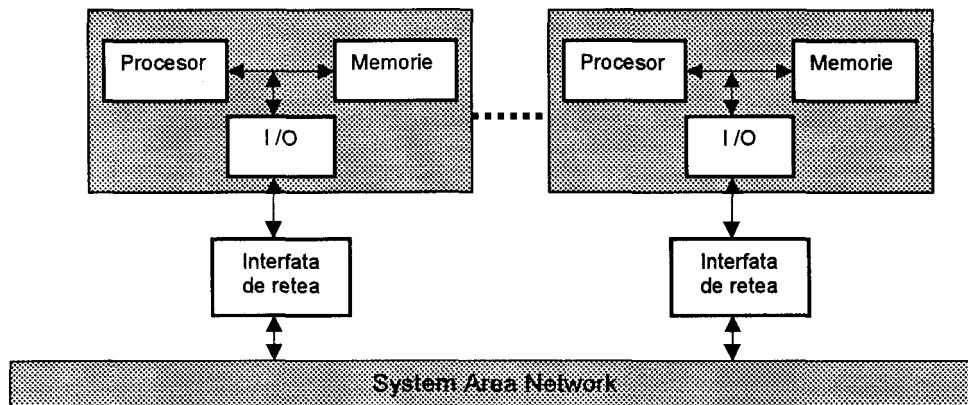 Procesor
Memorie
I /O
Interfata
de retea
Procesor
Memorie
I /O
Interfata
de retea
System Area Network